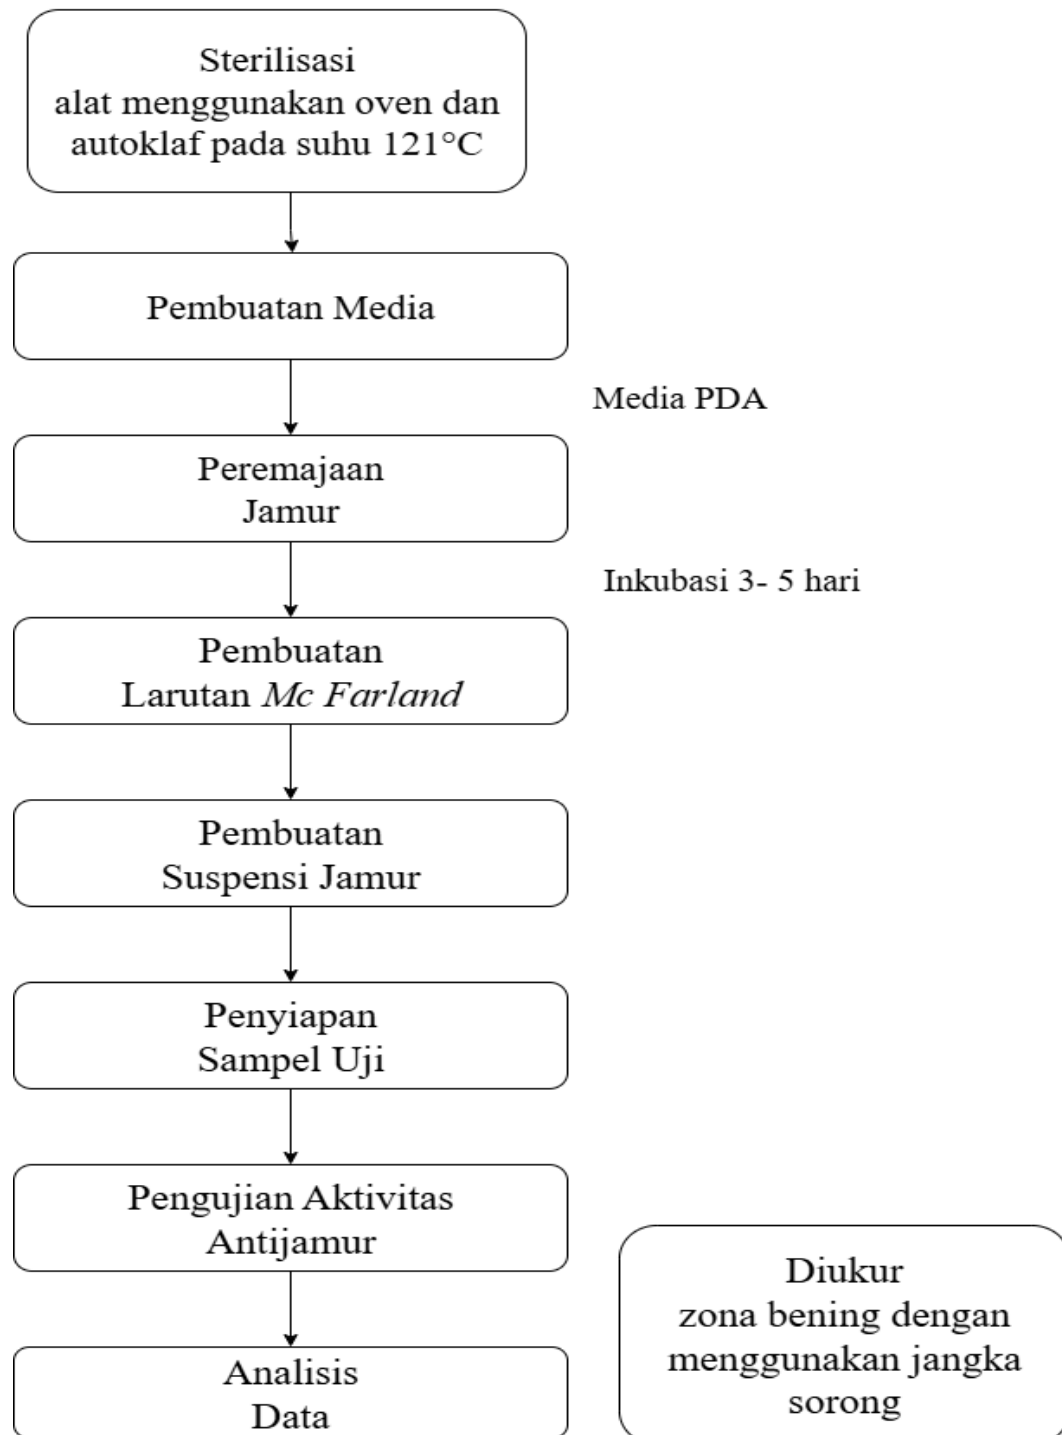 Sterilisasi
alat menggunakan oven dan
autoklaf pada suhu 121°C
Pembuatan Media
Media PDA
Peremajaan
Jamur
Inkubasi 3- 5 hari
Pembuatan
Larutan Mc Farland
Pembuatan
Suspensi Jamur
Penyiapan
Sampel Uji
Pengujian Aktivitas
Antijamur
Diukur
zona bening dengan
menggunakan jangka
sorong
Analisis
Data